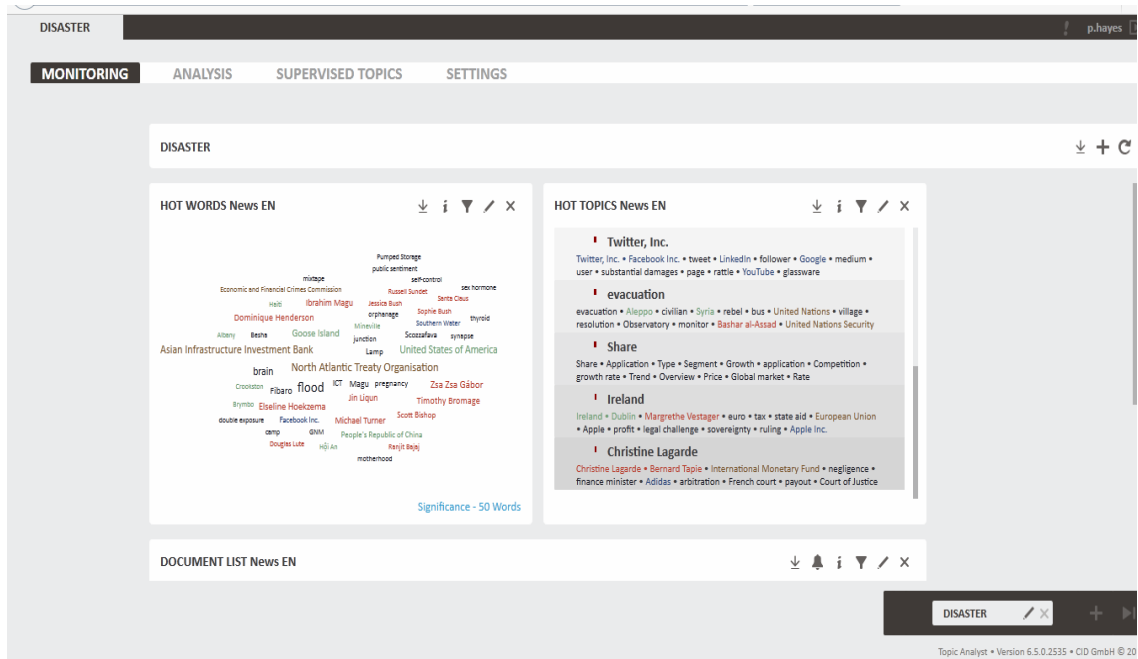 DISASTER
p.hayes
MONITORING ANALYSIS SUPERVISED TOPICS SETTINGS
DISASTER
HOT WORDS News EN
Pumped Storage
public sentiment
mixtape self-control
Economic and Financial Crimes Commission Russell Sundet sex hormone
Haiti Ibrahim Magu Jessica Bush Santa Claus
Dominique Henderson orphanage Sophie Bush thyroid
Mineville Southern Water
Albany Besha Goose Island junction Scozzafava synapse
Asian Infrastructure Investment Bank Lamp United States of America
brain North Atlantic Treaty Organisation
Crookston Fibaro flood ICT Magu pregnancy Zsa Zsa Gábor
Brymbo Elseline Hoekzema Jin Liqun Timothy Bromage
double exposure Facebook Inc. Michael Turner Scott Bishop
camp GNM People's Republic of China
Douglas Lute Hội An Ranjit Bajaj
motherhood
Significance - 50 Words
HOT TOPICS News EN
Twitter, Inc.
Twitter, Inc. • Facebook Inc. • tweet • LinkedIn • follower • Google • medium •
user • substantial damages • page • rattle • YouTube • glassware
evacuation
evacuation • Aleppo • civilian • Syria • rebel • bus • United Nations • village •
resolution • Observatory • monitor • Bashar al-Assad • United Nations Security
Share
Share • Application • Type • Segment • Growth • application • Competition •
growth rate • Trend • Overview • Price • Global market • Rate
Ireland
Ireland • Dublin • Margrethe Vestager • euro • tax • state aid • European Union
• Apple • profit • legal challenge • sovereignty • ruling • Apple Inc.
Christine Lagarde
Christine Lagarde • Bernard Tapie • International Monetary Fund • negligence •
finance minister • Adidas • arbitration • French court • payout • Court of Justice
DOCUMENT LIST News EN
DISASTER
Topic Analyst • Version 6.5.0.2535 • CID GmbH © 20